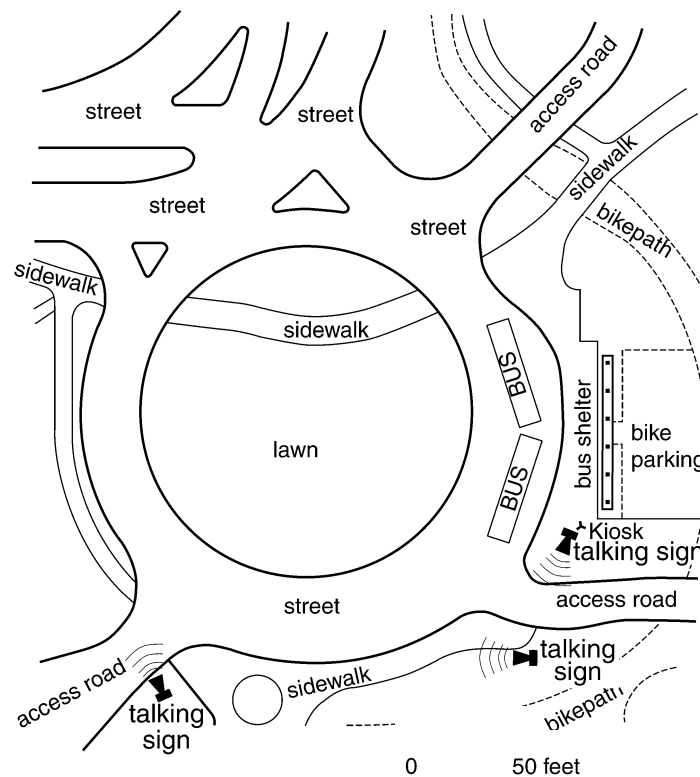 access road
street
street
sidewalk
street
street
bikepath
sidewalk
sidewalk
BUS
bus shelter
lawn
bike
parking
BUS
Kiosk
talking sign
street
access road
talking
sign
access road
sidewalk
bikepath
talking
sign
0 50 feet